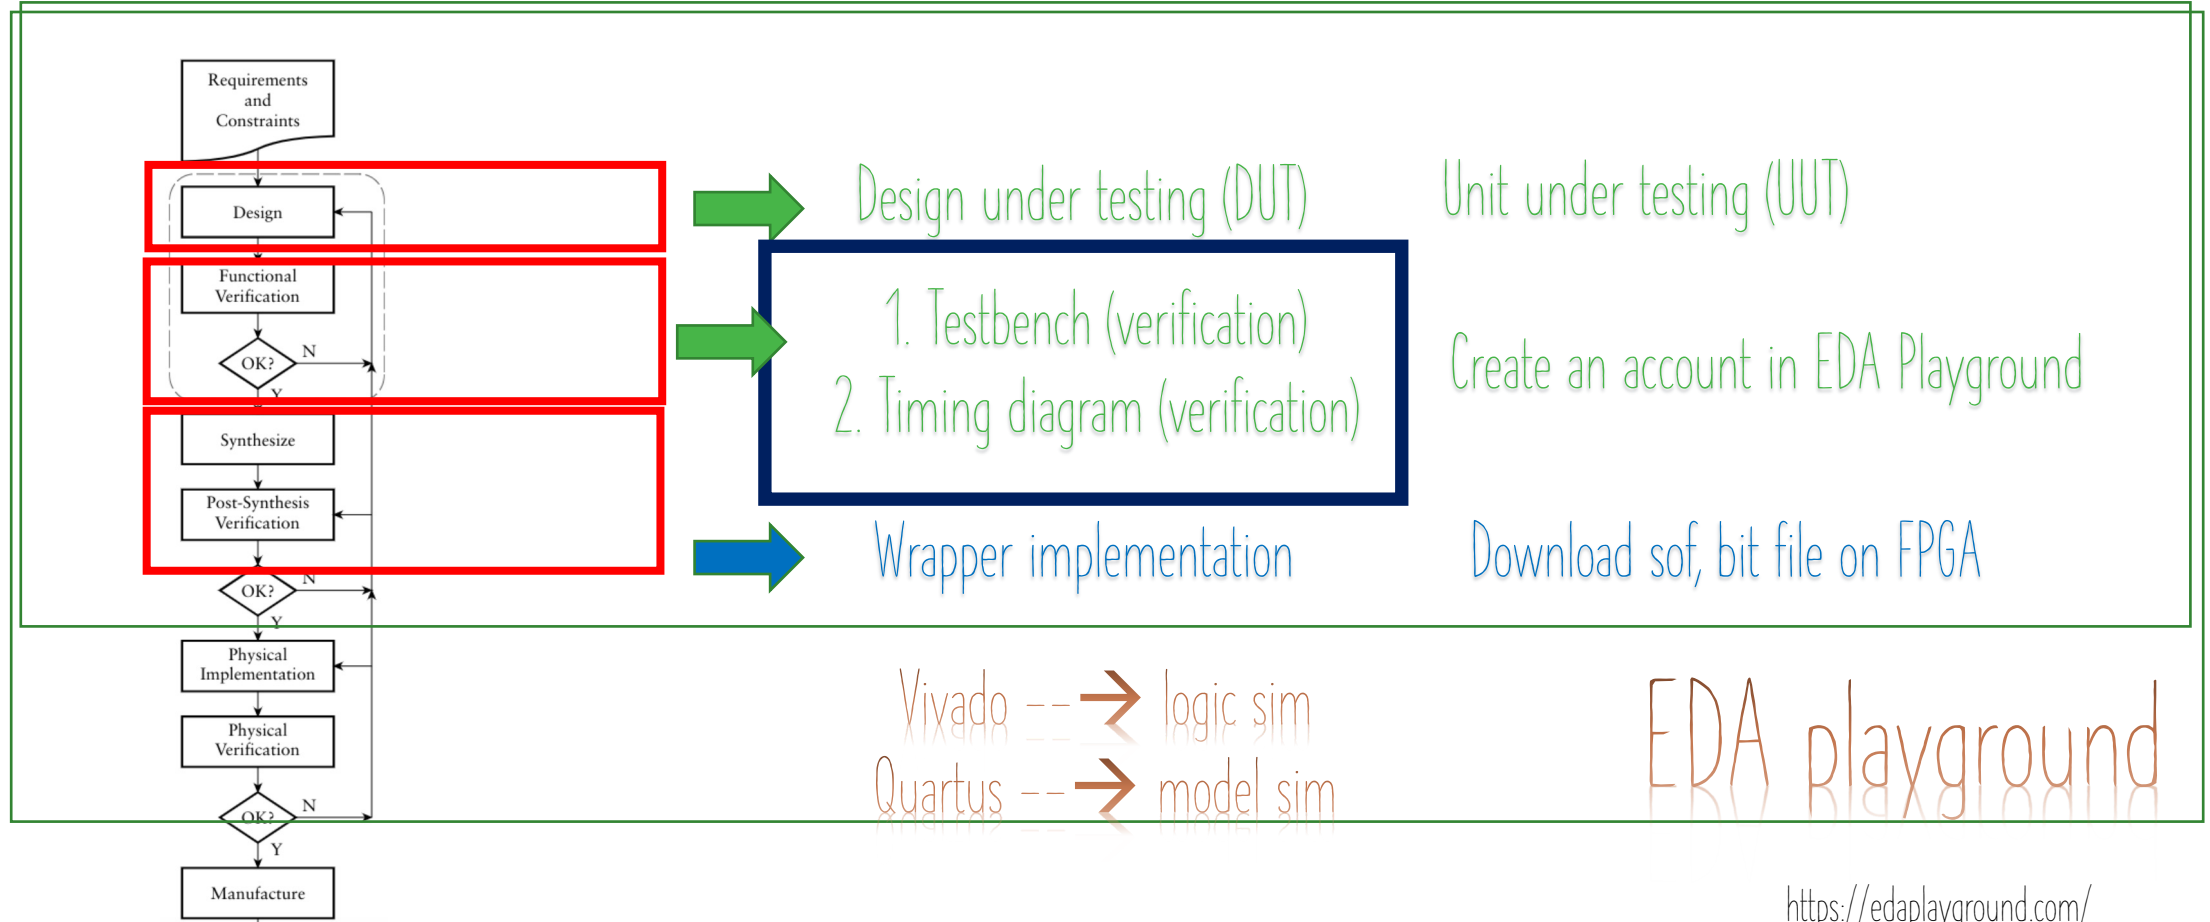 Requirements
and
Constraints
Design
Functional
Verification
OK?
N
Y
Synthesize
Post-Synthesis
Verification
N
OK?
Y
Physical
Implementation
Physical
Verification
N
OK?
Y
Manufacture
Design under testing (DUT)
Unit under testing (UUT)
1. Testbench (verification)
2. Timing diagram (verification)
Create an account in EDA Playground
Wrapper implementation
Download sof, bit file on FPGA
Vivado --→ logic sim
Quartus --→ model sim
EDA playground
https://edaplayground.com/